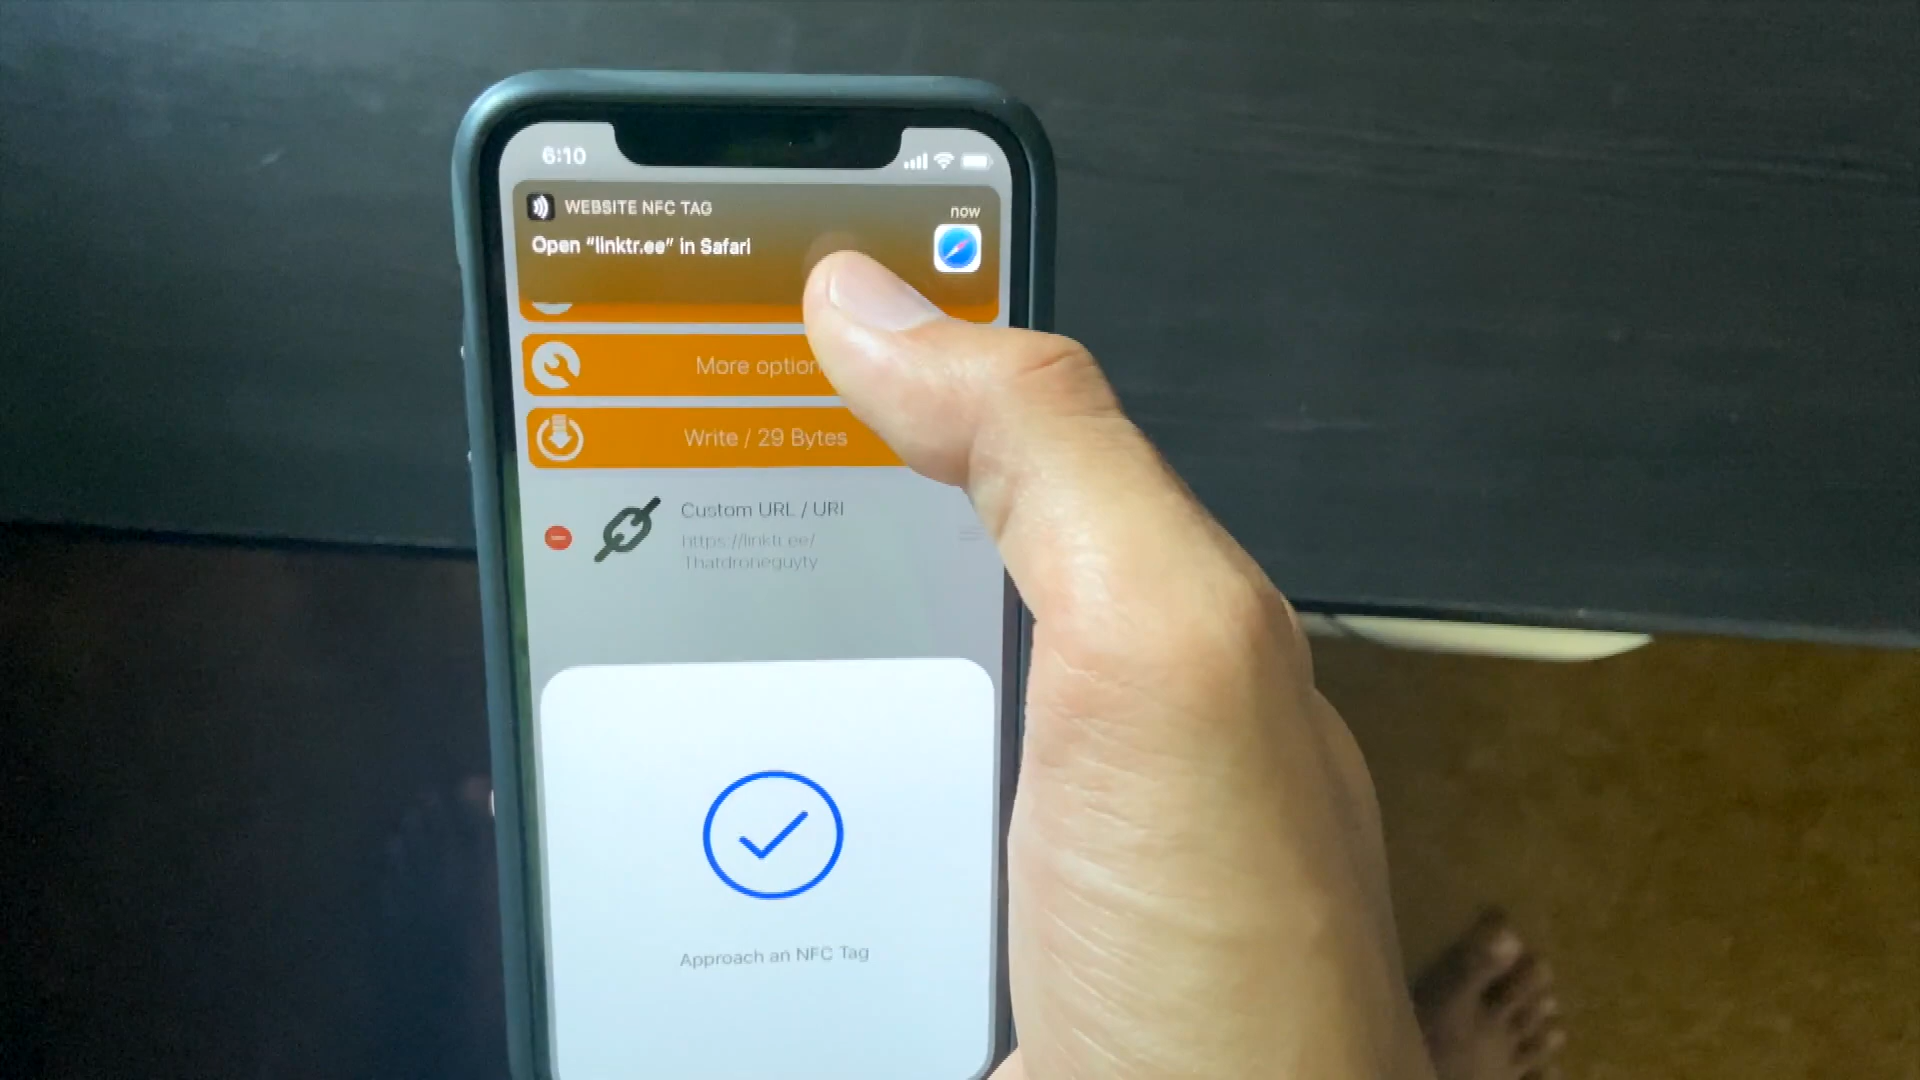 6:10
WEBSITE NFC TAG
now
Open “linktr.ee” in Safari
More option
Write / 29 Bytes
Custom URL / URI
https://linktr.ee/
Thatdroneguyty
Approach an NFC Tag